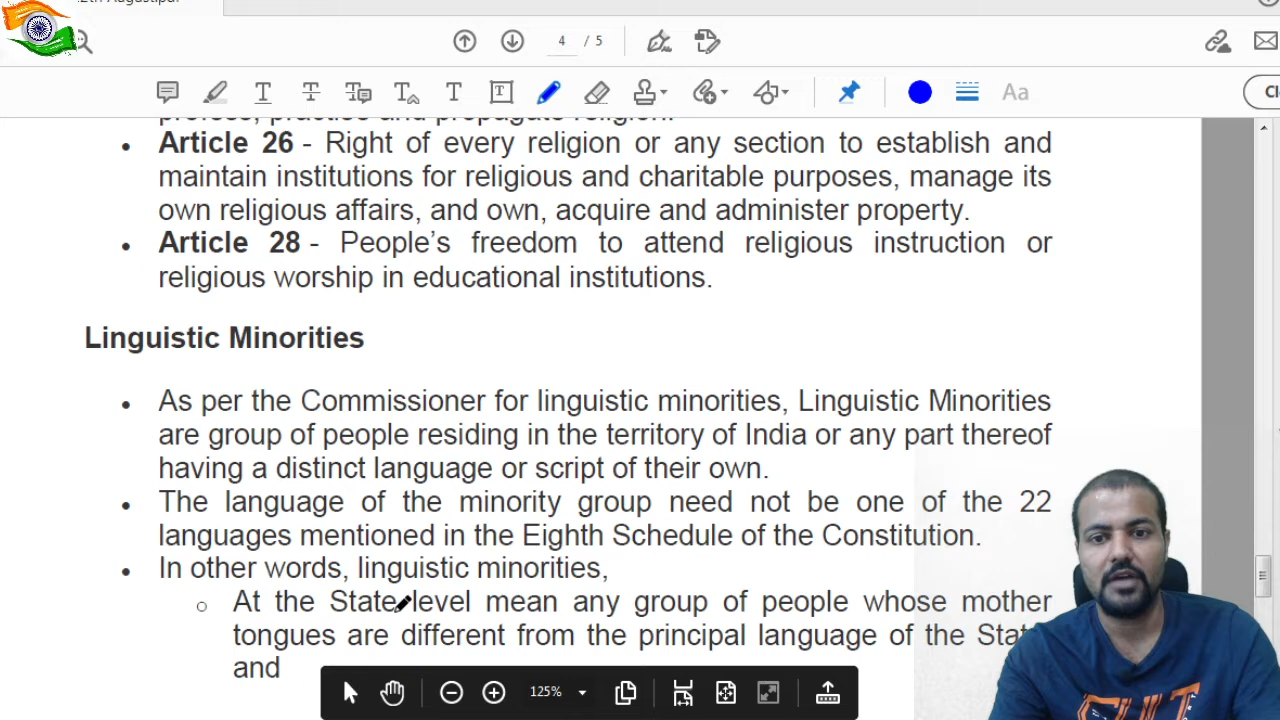 4 / 5
Aa
profess, practise and propagate religion.
• Article 26 - Right of every religion or any section to establish and
maintain institutions for religious and charitable purposes, manage its
own religious affairs, and own, acquire and administer property.
• Article 28 - People’s freedom to attend religious instruction or
religious worship in educational institutions.
Linguistic Minorities
• As per the Commissioner for linguistic minorities, Linguistic Minorities
are group of people residing in the territory of India or any part thereof
having a distinct language or script of their own.
• The language of the minority group need not be one of the 22
languages mentioned in the Eighth Schedule of the Constitution.
• In other words, linguistic minorities,
o At the State level mean any group of people whose mother
tongues are different from the principal language of the
and
125%